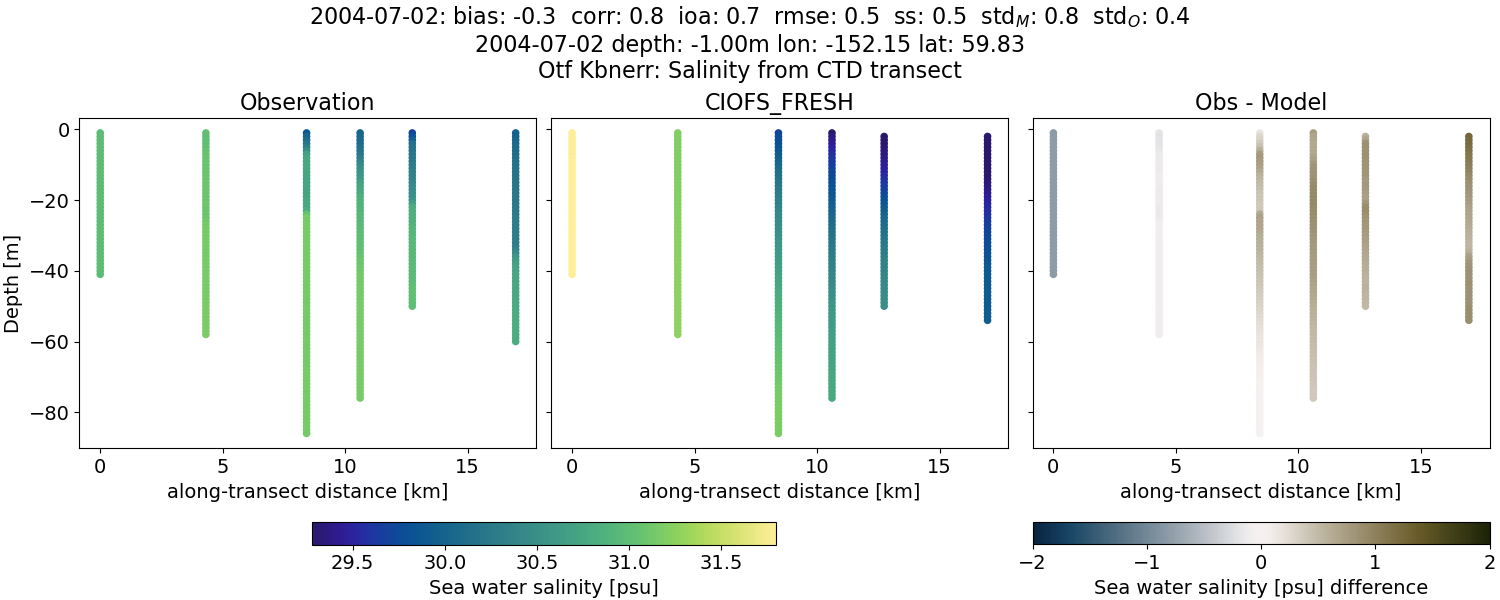 2004-07-02: bias: -0.3 corr: 0.8 ioa: 0.7 rmse: 0.5 ss: 0.5 std_M: 0.8 std_O: 0.4
2004-07-02 depth: -1.00m lon: -152.15 lat: 59.83
Otf Kbnerr: Salinity from CTD transect
Observation CIOFS_FRESH Obs - Model
Depth [m]
0
−20
−40
−60
−80
0 5 10 15 0 5 10 15 0 5 10 15
along-transect distance [km] along-transect distance [km] along-transect distance [km]
29.5 30.0 30.5 31.0 31.5 −2 −1 0 1 2
Sea water salinity [psu] Sea water salinity [psu] difference